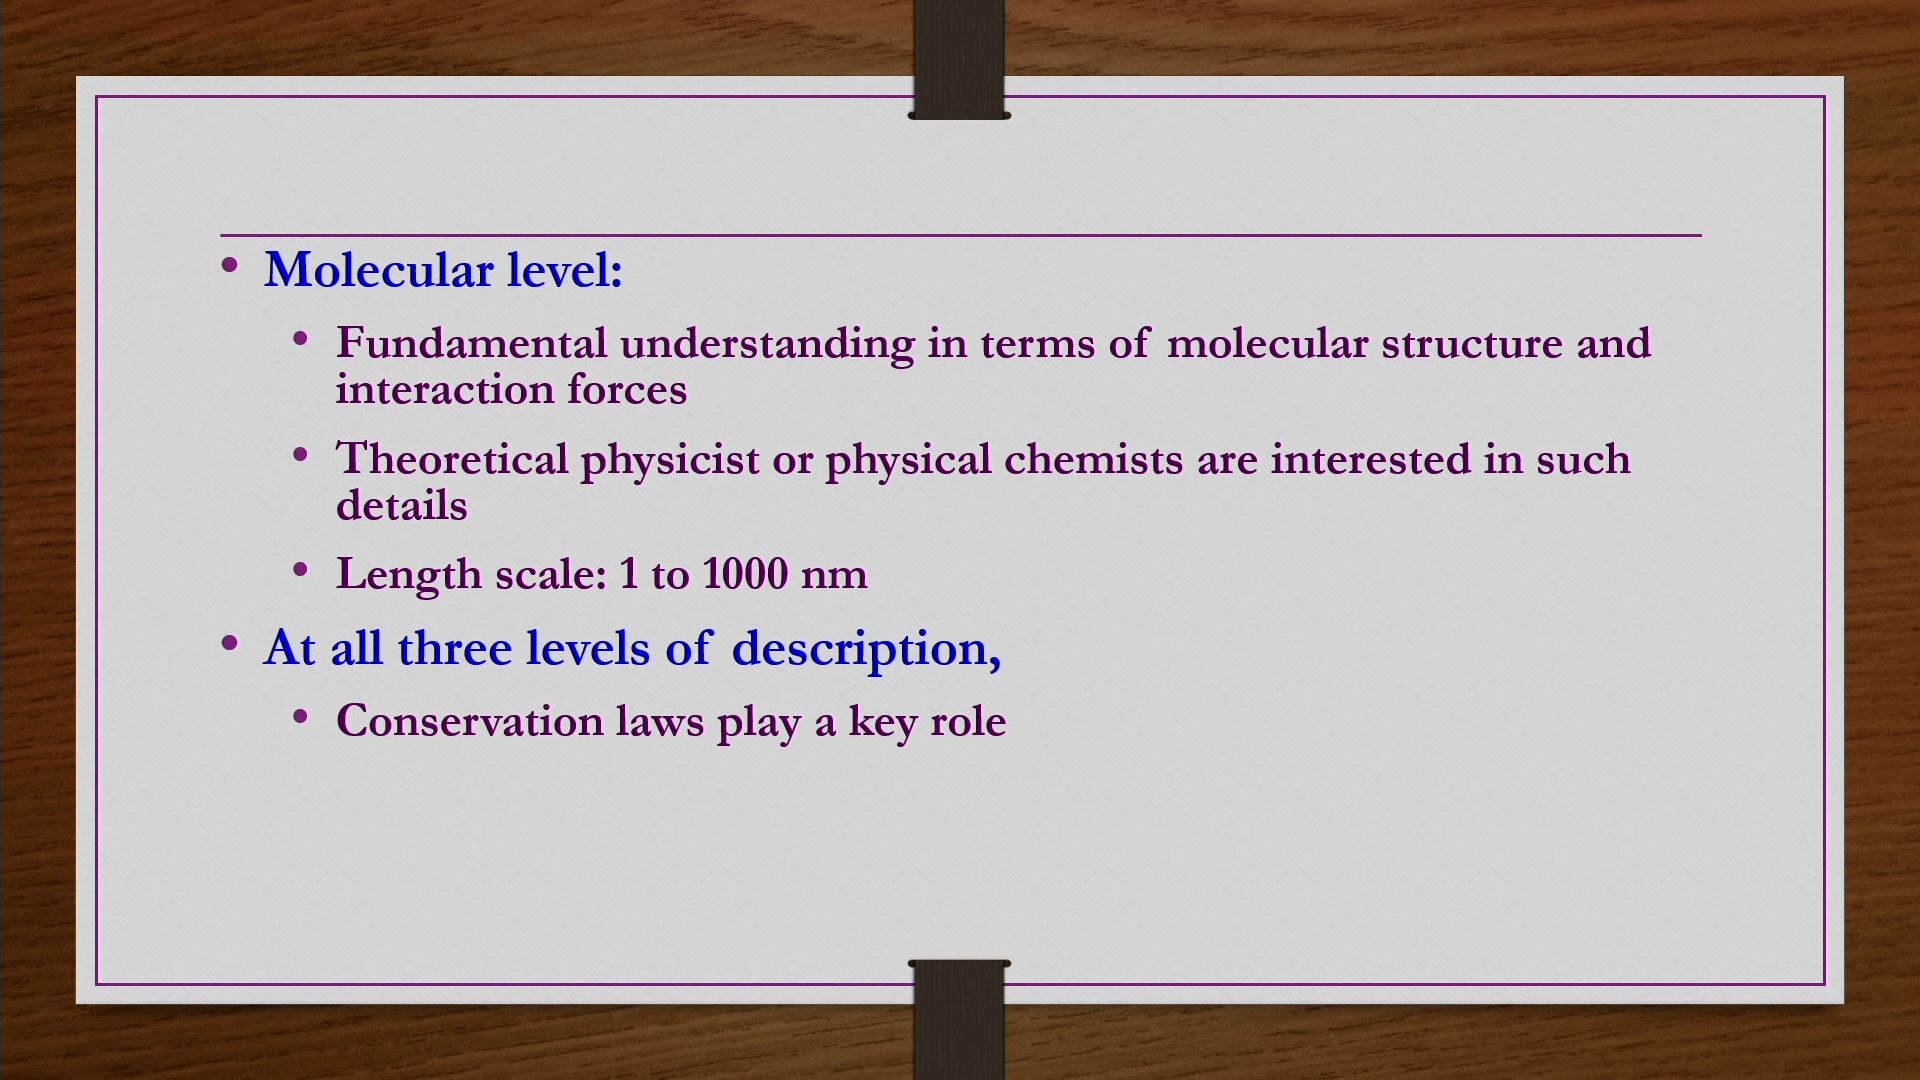 • Molecular level:
• Fundamental understanding in terms of molecular structure and
interaction forces
• Theoretical physicist or physical chemists are interested in such
details
• Length scale: 1 to 1000 nm
• At all three levels of description,
• Conservation laws play a key role